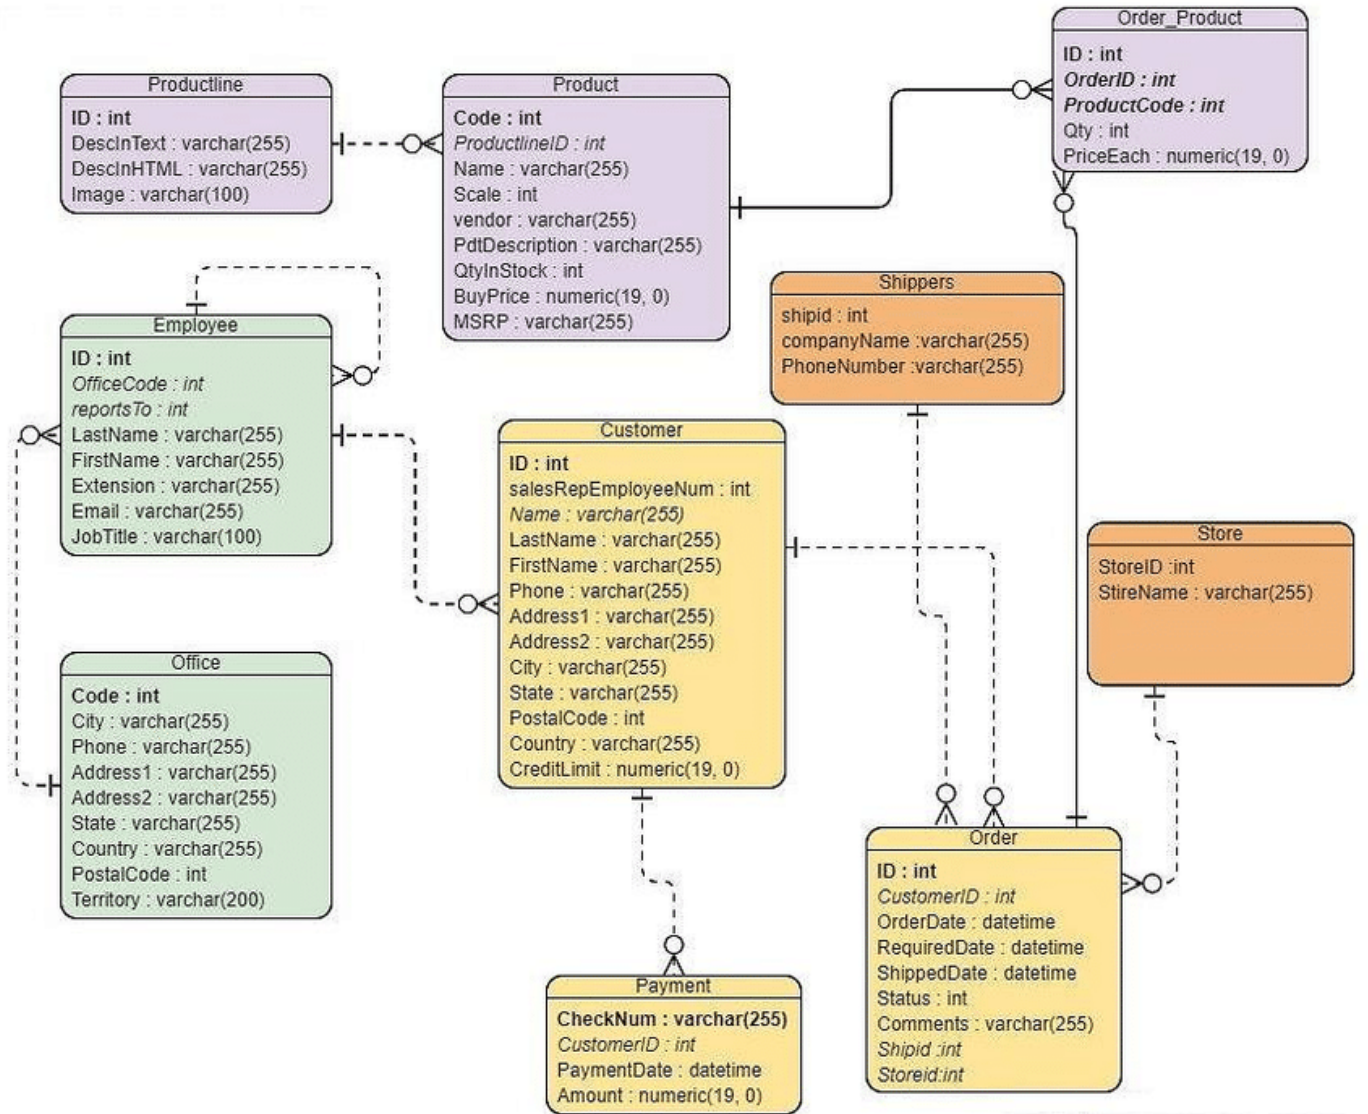 Order_Product
ID : int
OrderID : int
ProductCode : int
Qty : int
PriceEach : numeric(19, 0)
Productline
ID : int
DescInText : varchar(255)
DescInHTML : varchar(255)
Image : varchar(100)
Product
Code : int
ProductlineID : int
Name : varchar(255)
Scale : int
vendor : varchar(255)
PdtDescription : varchar(255)
QtyInStock : int
BuyPrice : numeric(19, 0)
MSRP : varchar(255)
Shippers
shipid : int
companyName :varchar(255)
PhoneNumber :varchar(255)
Employee
ID : int
OfficeCode : int
reportsTo : int
LastName : varchar(255)
FirstName : varchar(255)
Extension : varchar(255)
Email : varchar(255)
JobTitle : varchar(100)
Customer
ID : int
salesRepEmployeeNum : int
Name : varchar(255)
LastName : varchar(255)
FirstName : varchar(255)
Phone : varchar(255)
Address1 : varchar(255)
Address2 : varchar(255)
City : varchar(255)
State : varchar(255)
PostalCode : int
Country : varchar(255)
CreditLimit : numeric(19, 0)
Store
StoreID :int
StireName : varchar(255)
Office
Code : int
City : varchar(255)
Phone : varchar(255)
Address1 : varchar(255)
Address2 : varchar(255)
State : varchar(255)
Country : varchar(255)
PostalCode : int
Territory : varchar(200)
Order
ID : int
CustomerID : int
OrderDate : datetime
RequiredDate : datetime
ShippedDate : datetime
Status : int
Comments : varchar(255)
Shipid :int
Storeid:int
Payment
CheckNum : varchar(255)
CustomerID : int
PaymentDate : datetime
Amount : numeric(19, 0)